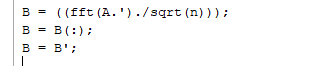 B = ((fft(A.')./sqrt(n)));
B = B(:);
B = B';